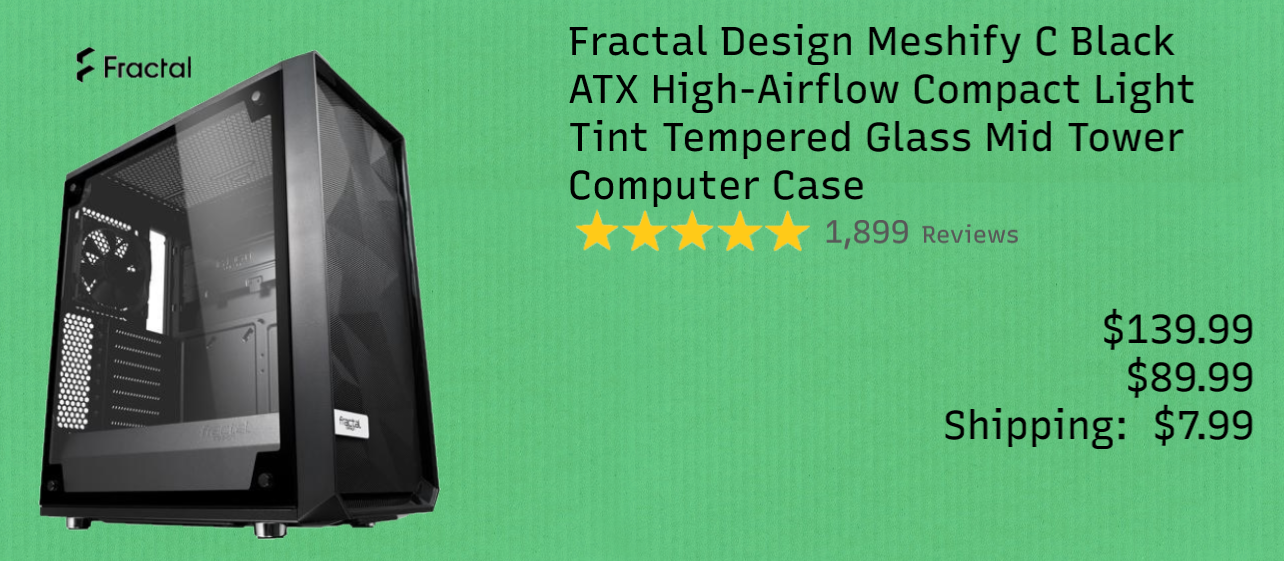 Fractal
Fractal Design Meshify C Black
ATX High-Airflow Compact Light
Tint Tempered Glass Mid Tower
Computer Case
1,899 Reviews
$139.99
$89.99
Shipping: $7.99
fractal